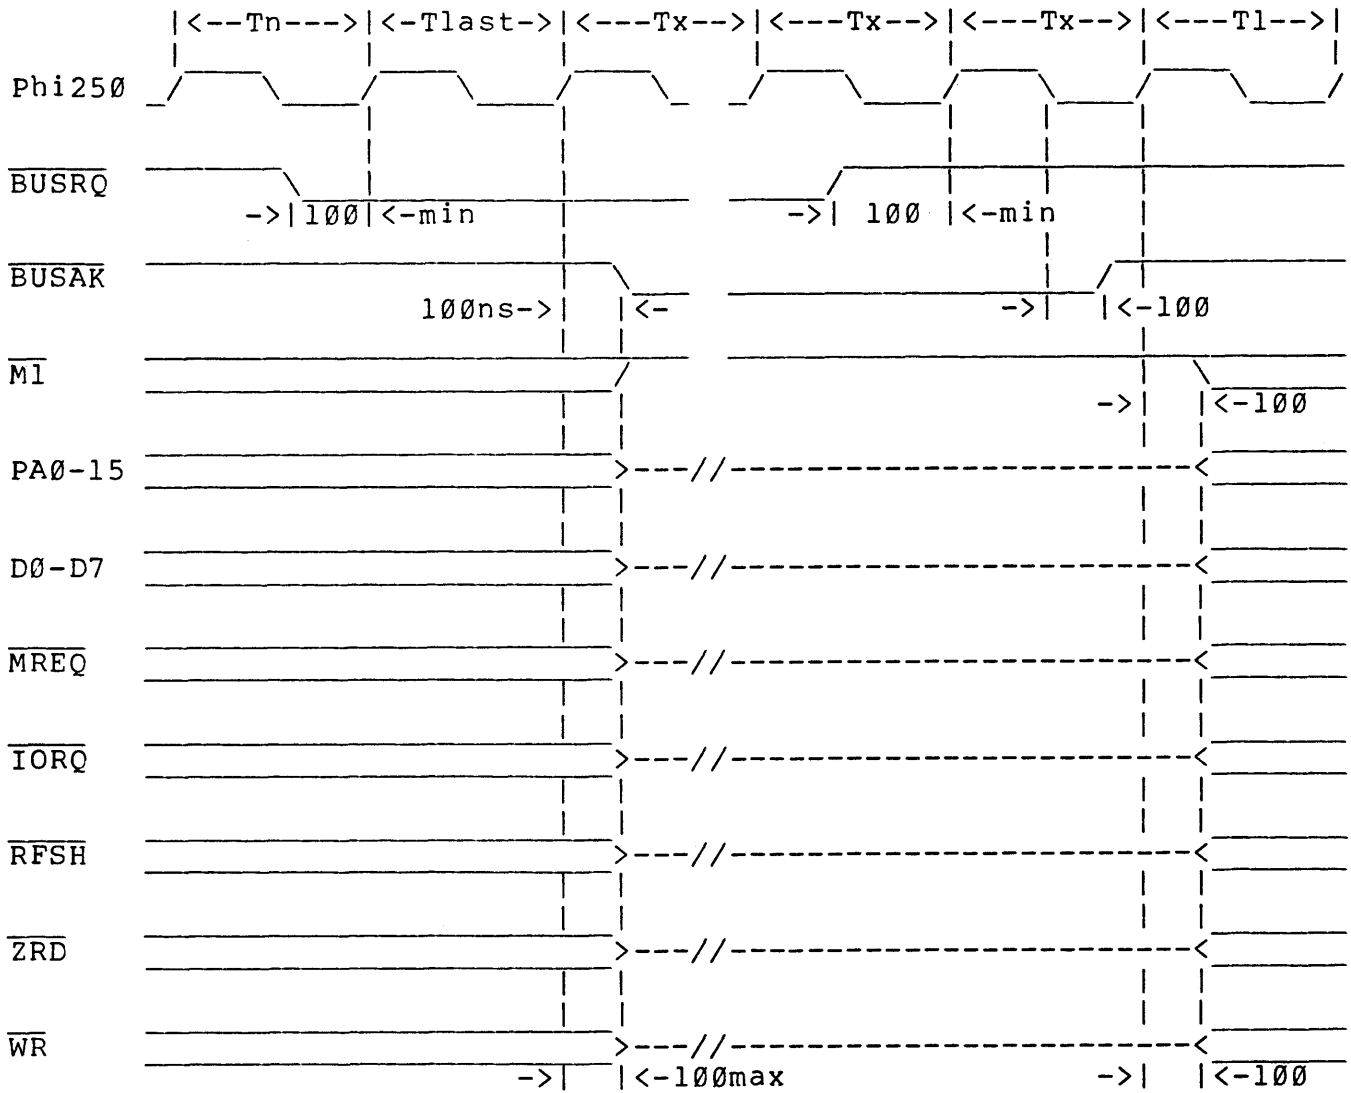 |<--Tn--->|<-Tlast->|<---Tx--->|<---Tx--->|<---Tx--->|<---T1-->|
Phi25Ø
BUSRQ
->|1ØØ|<-min ->| 1ØØ |<-min
BUSAK
1ØØns->| |<- ->| |<-1ØØ
M1
->| |<-1ØØ
PAØ-15 >---//------------------------<
DØ-D7 >---//------------------------<
MREQ >---//------------------------<
IORQ >---//------------------------<
RFSH >---//------------------------<
ZRD >---//------------------------<
WR >---//------------------------<
->| |<-1ØØmax ->| |<-1ØØ